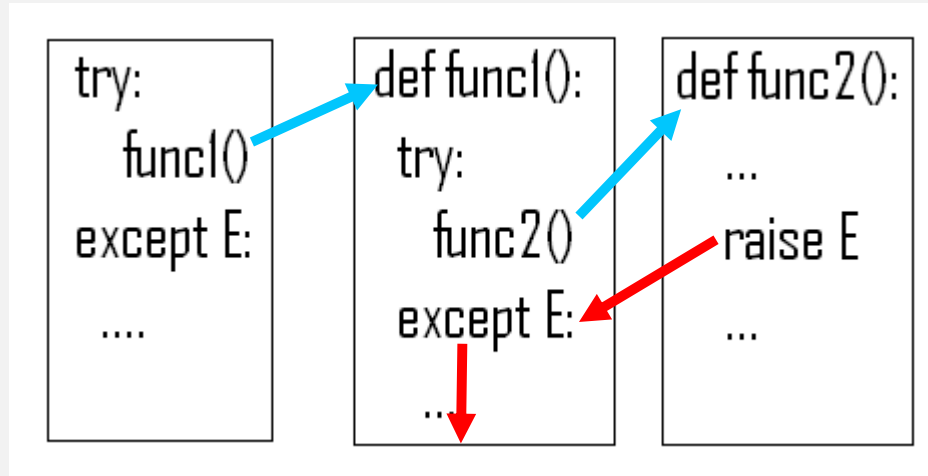 try:
func1()
except E:
....
def func1():
try:
func2()
except E:
...
def func2():
...
raise E
...